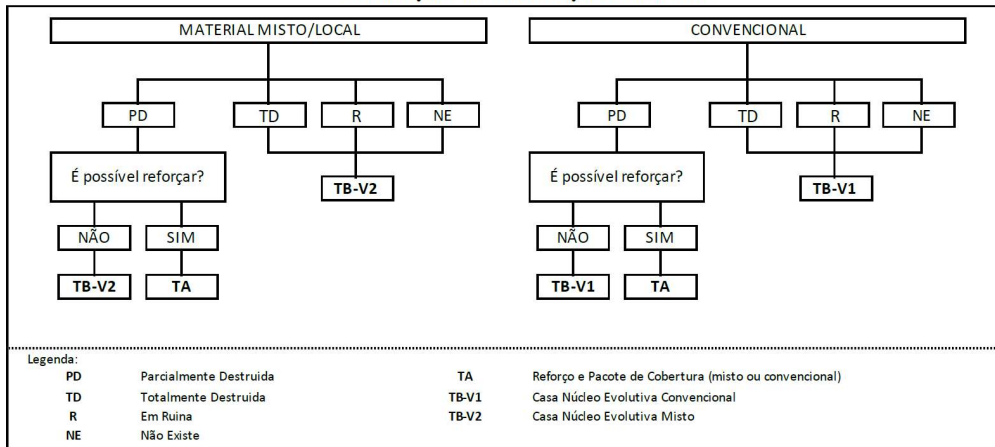 MATERIAL MISTO/LOCAL
PD
TD
R
NE
É possível reforçar?
TB-V2
NÃO
SIM
TB-V2
TA
CONVENCIONAL
PD
TD
R
NE
É possível reforçar?
TB-V1
NÃO
SIM
TB-V1
TA
Legenda:
PD Parcialmente Destruida
TD Totalmente Destruida
R Em Ruina
NE Não Existe
TA Reforço e Pacote de Cobertura (misto ou convencional)
TB-V1 Casa Núcleo Evolutiva Convencional
TB-V2 Casa Núcleo Evolutiva Misto